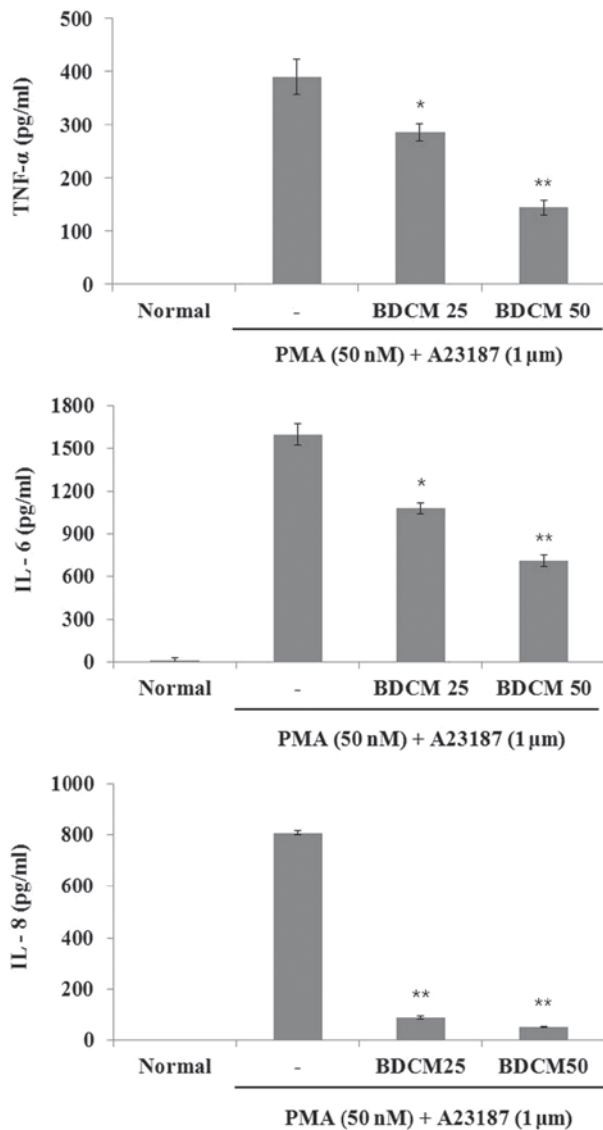 500
400
300
200
100
0
TNF-α (pg/ml)
*
**
Normal - BDCM 25 BDCM 50
PMA (50 nM) + A23187 (1 μm)
1800
1500
1200
900
600
300
0
IL - 6 (pg/ml)
*
**
Normal - BDCM 25 BDCM 50
PMA (50 nM) + A23187 (1 μm)
1000
800
600
400
200
0
IL - 8 (pg/ml)
** **
Normal - BDCM25 BDCM50
PMA (50 nM) + A23187 (1 μm)